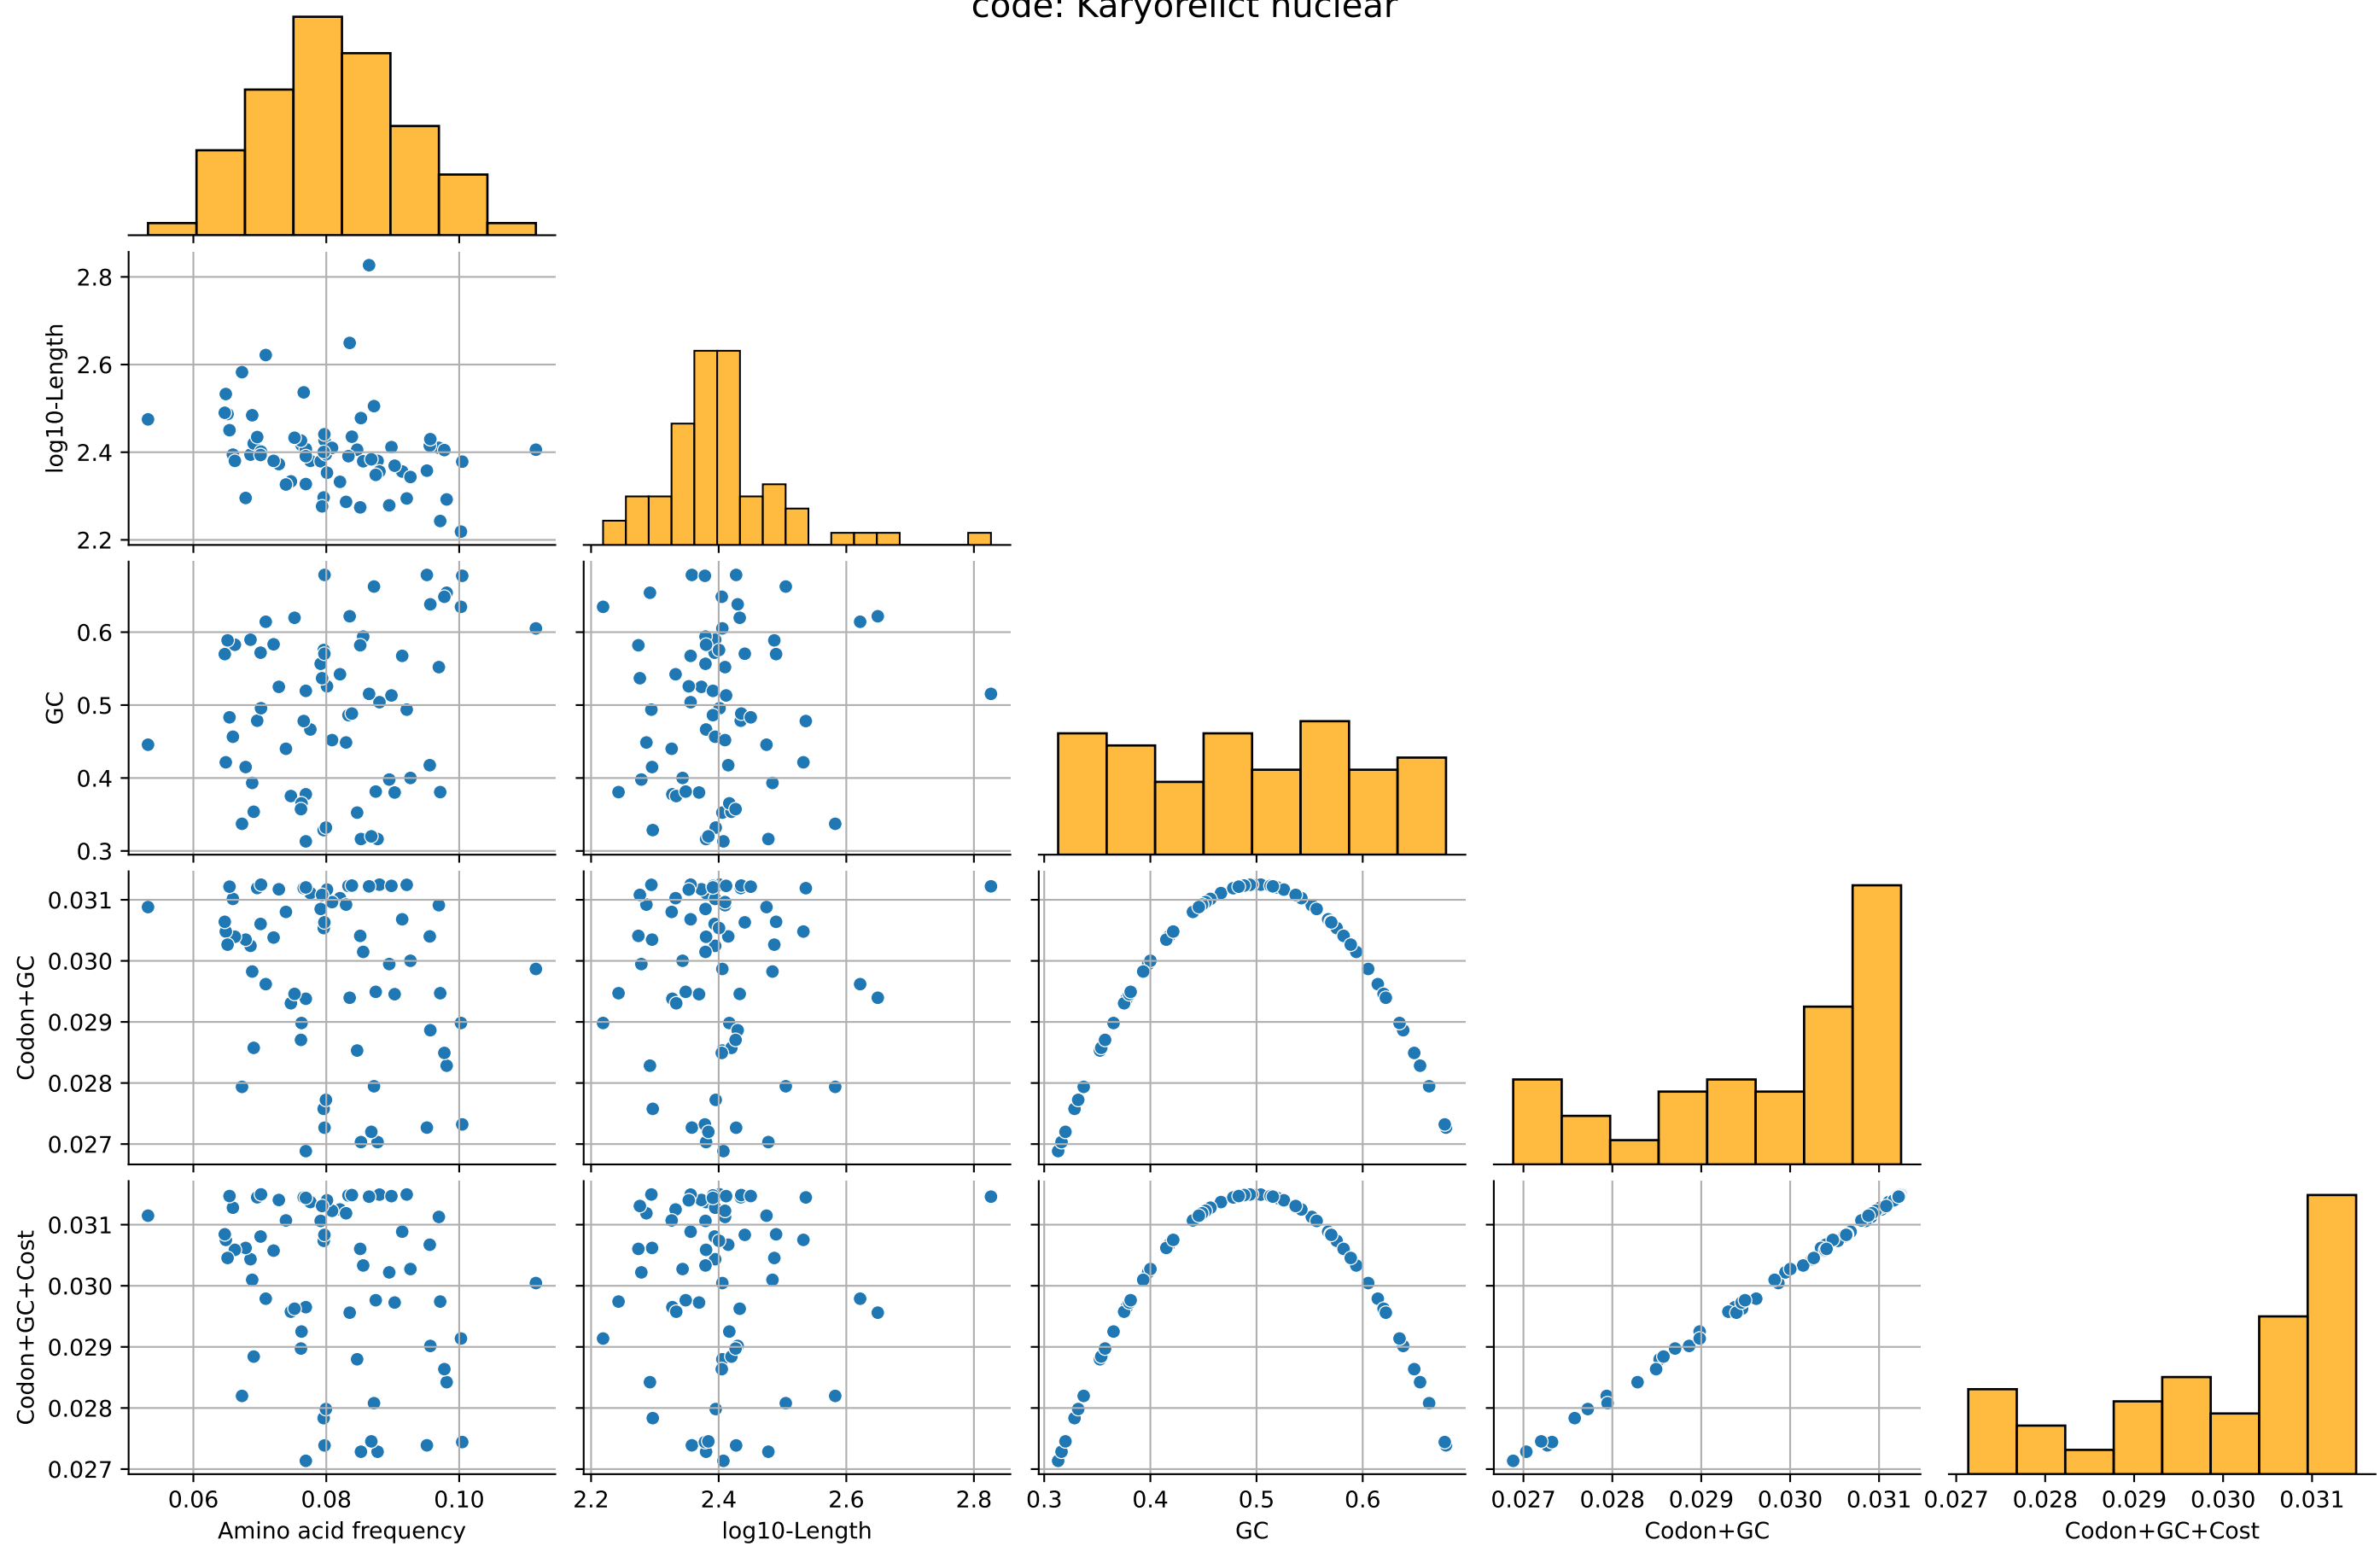 code: Karyorelict nuclear
2.8
2.6
2.4
2.2
log10-Length
0.6
0.5
0.4
0.3
GC
0.031
0.030
0.029
0.028
0.027
Codon+GC
0.031
0.030
0.029
0.028
0.027
Codon+GC+Cost
0.06 0.08 0.10 2.2 2.4 2.6 2.8 0.3 0.4 0.5 0.6 0.027 0.028 0.029 0.030 0.031 0.027 0.028 0.029 0.030 0.031
Amino acid frequency log10-Length GC Codon+GC Codon+GC+Cost